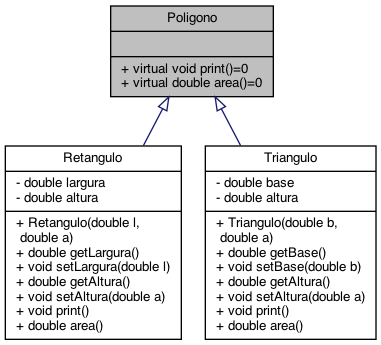 Poligono
+ virtual void print()=0
+ virtual double area()=0
Retangulo
- double largura
- double altura
+ Retangulo(double l,
double a)
+ double getLargura()
+ void setLargura(double l)
+ double getAltura()
+ void setAltura(double a)
+ void print()
+ double area()
Triangulo
- double base
- double altura
+ Triangulo(double b,
double a)
+ double getBase()
+ void setBase(double b)
+ double getAltura()
+ void setAltura(double a)
+ void print()
+ double area()